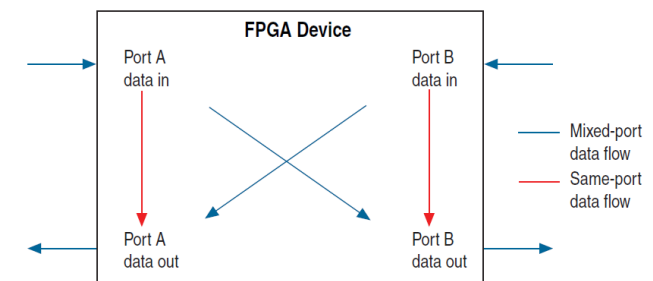 FPGA Device
Port A
data in
Port B
data in
Mixed-port
data flow
Same-port
data flow
Port A
data out
Port B
data out